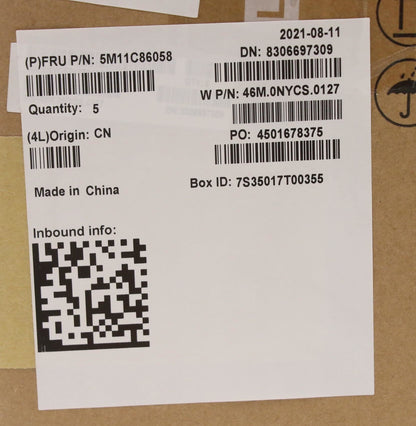 2021-08-11
(P)FRU P/N: 5M11C86058
DN: 8306697309
W P/N: 46M.0NYCS.0127
Quantity: 5
(4L)Origin: CN
PO: 4501678375
Made in China
Box ID: 7S35017T00355
Inbound info: